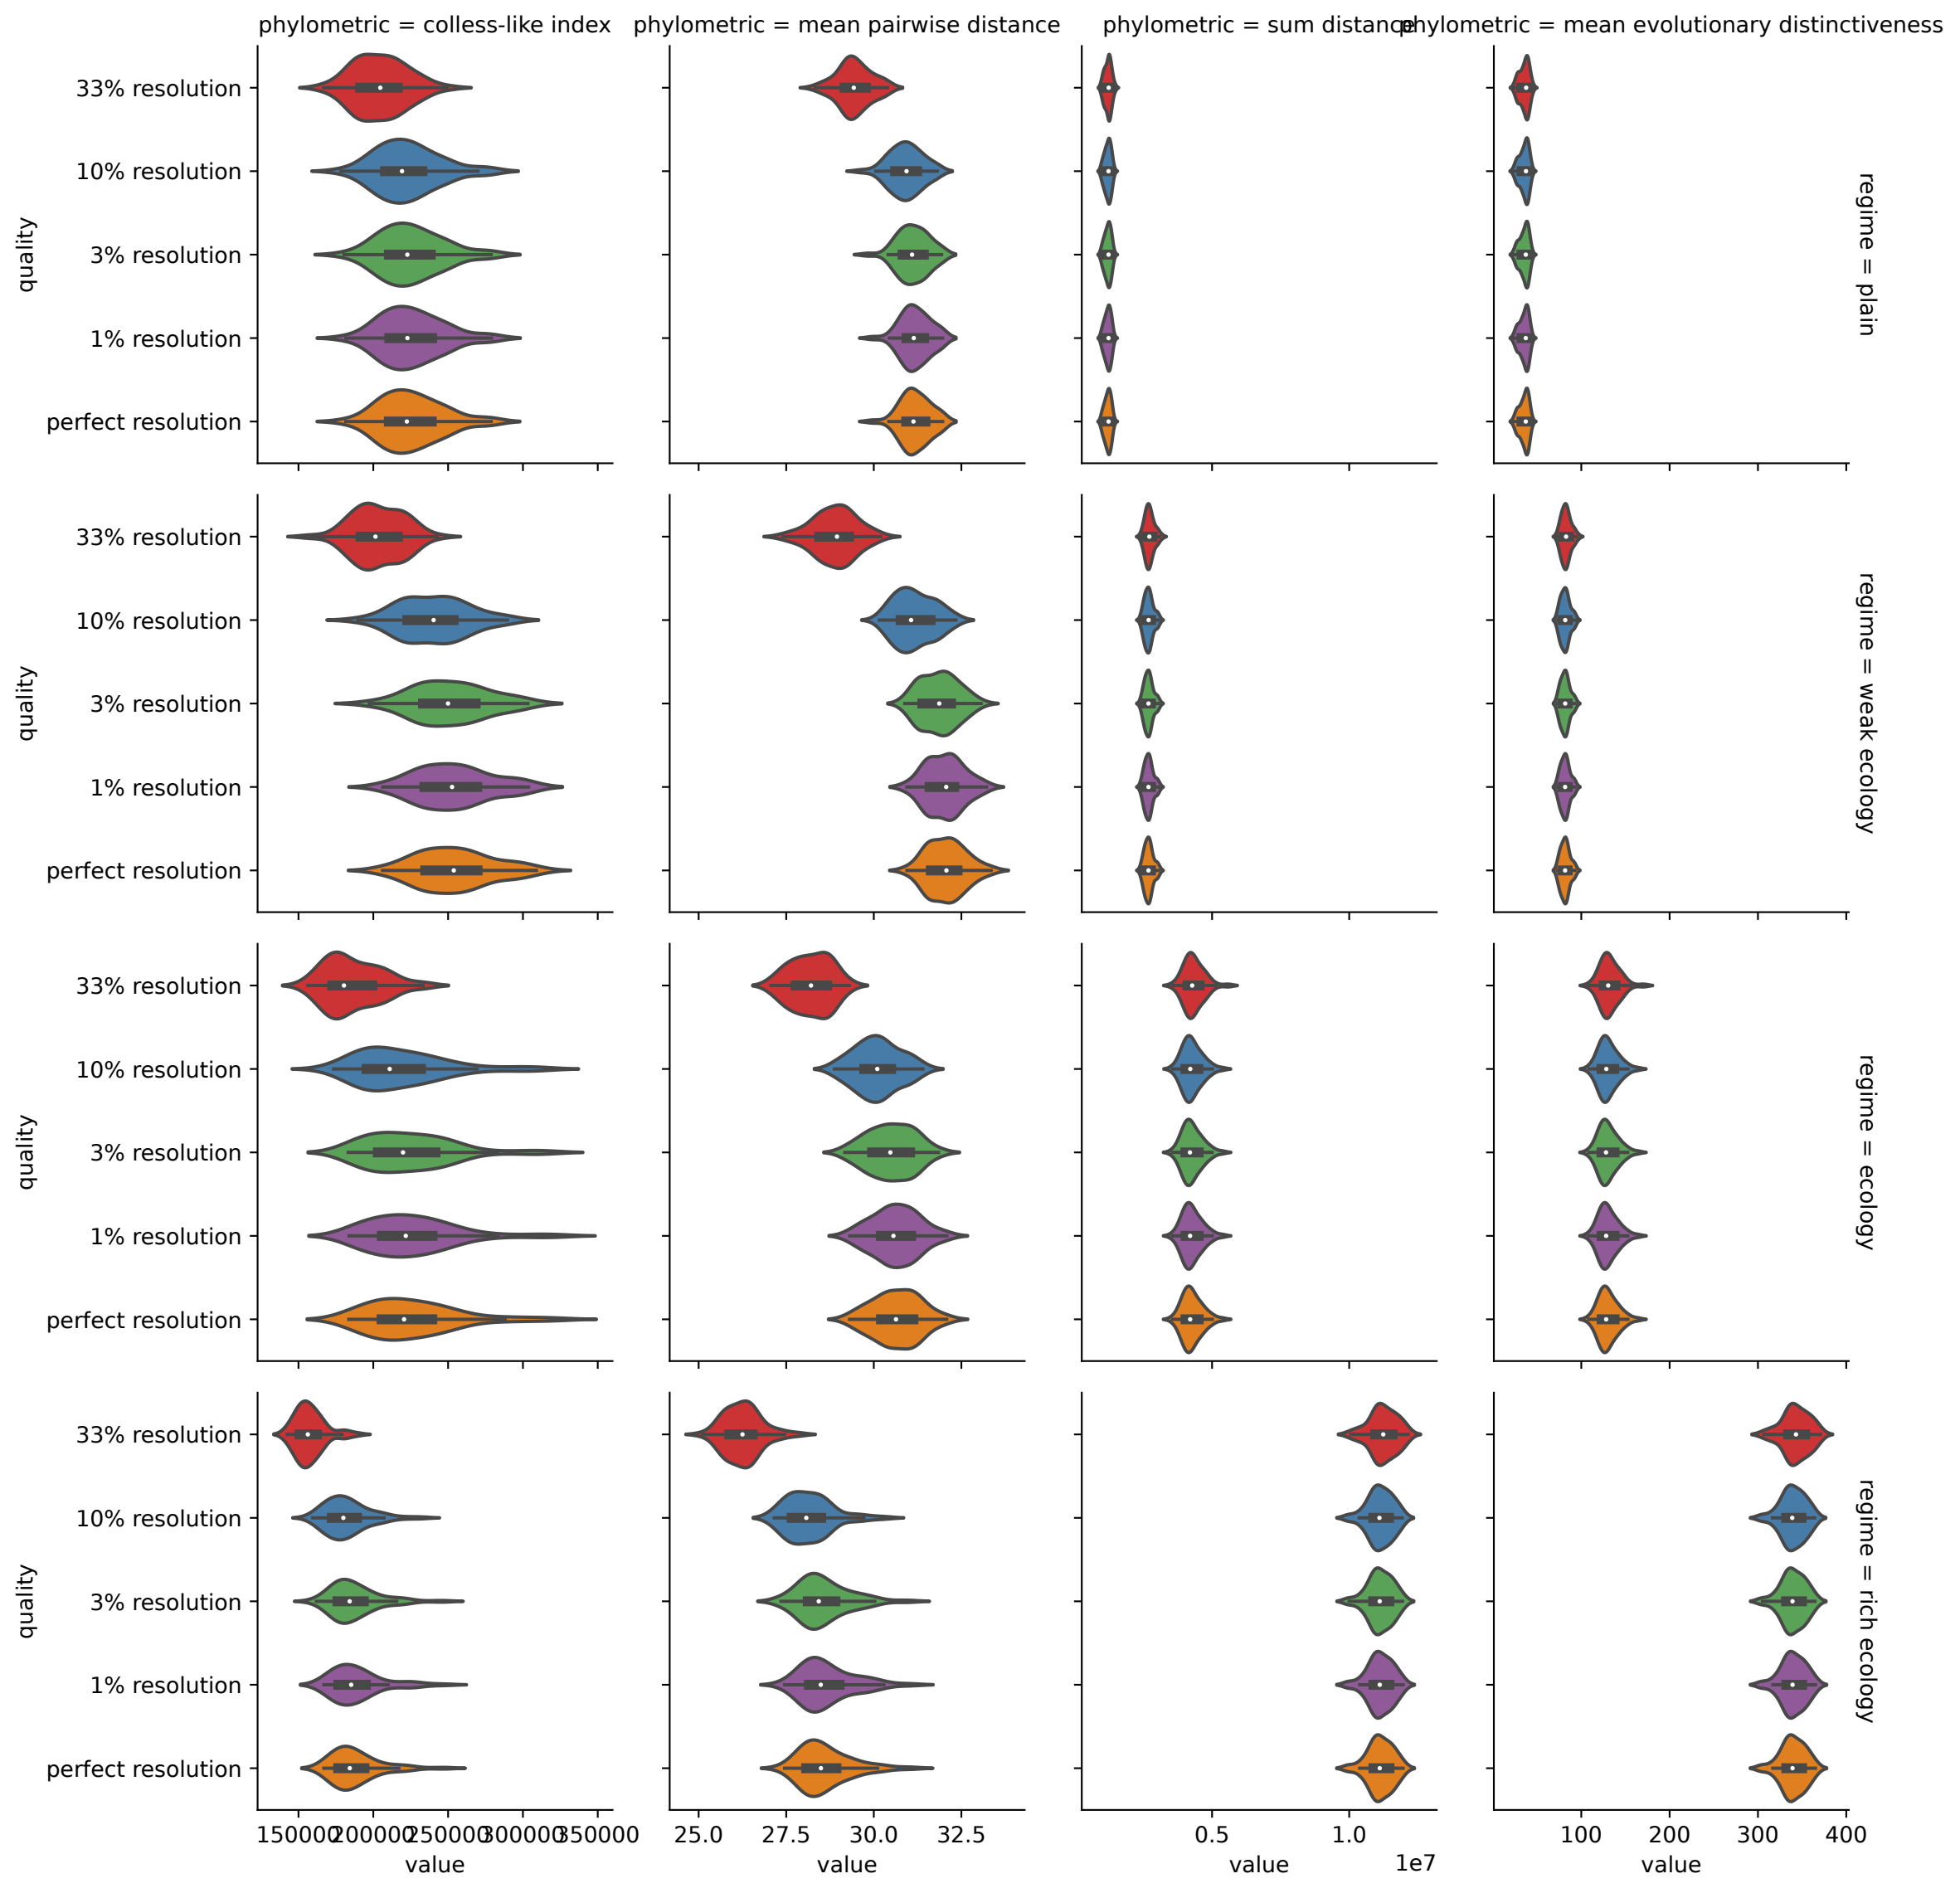 phylometric = colless-like index
phylometric = mean pairwise distance
phylometric = sum distance
phylometric = mean evolutionary distinctiveness
quality
33% resolution
10% resolution
3% resolution
1% resolution
perfect resolution
regime = plain
quality
33% resolution
10% resolution
3% resolution
1% resolution
perfect resolution
regime = weak ecology
quality
33% resolution
10% resolution
3% resolution
1% resolution
perfect resolution
regime = ecology
quality
33% resolution
10% resolution
3% resolution
1% resolution
perfect resolution
regime = rich ecology
150000 200000 250000 300000 350000
value
25.0 27.5 30.0 32.5
value
0.5 1.0
1e7
value
100 200 300 400
value